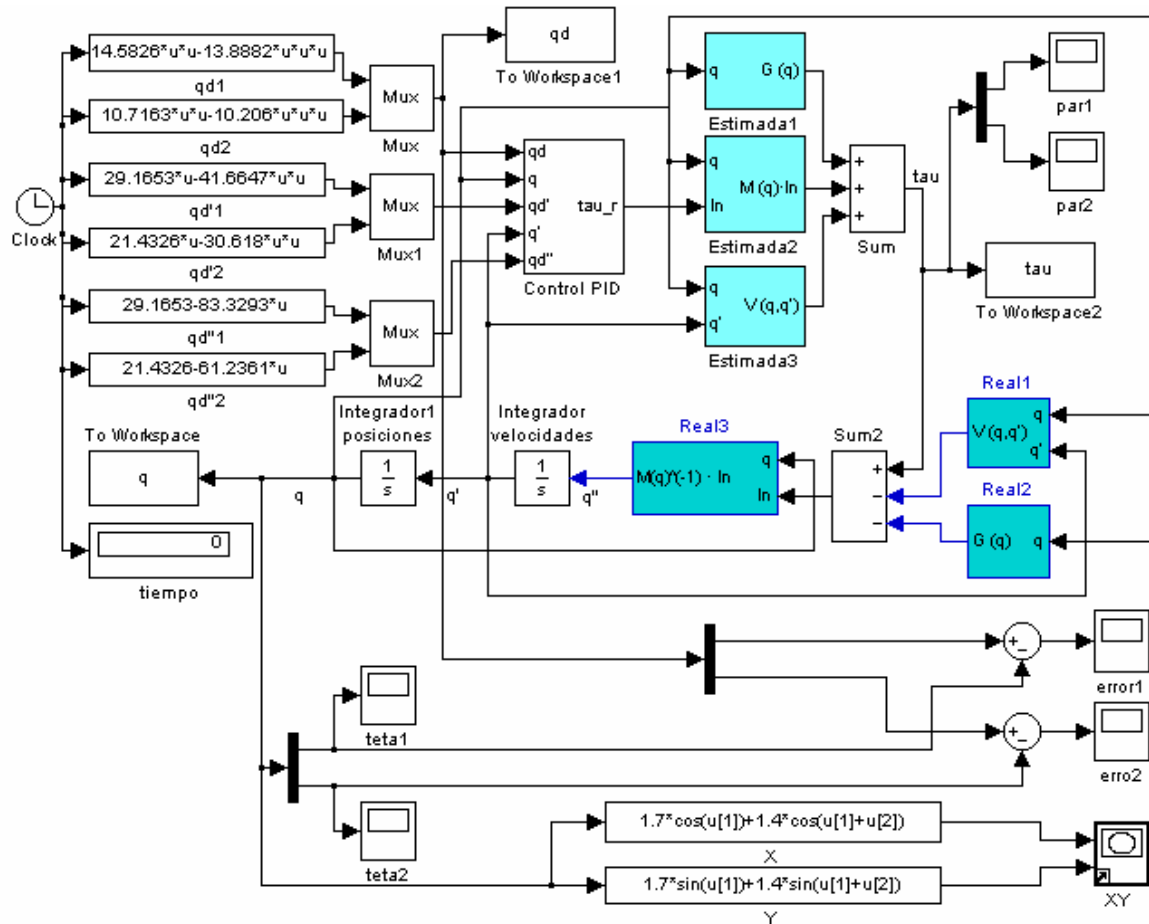 14.5826*u*u-13.8882*u*u*u
qd1
10.7163*u*u-10.206*u*u*u
qd2
29.1653*u-41.6647*u*u
qd'1
21.4326*u-30.618*u*u
qd'2
29.1653-83.3293*u
qd''1
21.4326-61.2361*u
qd''2
Clock
Mux
Mux
Mux
Mux1
Mux
Mux2
qd
To Workspace1
qd
q
qd'
q'
qd''
tau_r
Control PID
q
G (q)
Estimada1
q
In
M (q)·In
Estimada2
q
q'
V (q,q')
Estimada3
+
+
+
Sum
tau
par1
par2
tau
To Workspace2
To Workspace
q
q
Integrador1
posiciones
1
s
q'
Integrador
velocidades
1
s
q''
Real3
M(q)^(-1) · In
q
In
Sum2
+
−
−
Real1
V (q,q')
q
q'
Real2
G (q)
q
0
tiempo
+
−
error1
+
−
erro2
teta1
teta2
1.7*cos(u[1])+1.4*cos(u[1]+u[2])
X
1.7*sin(u[1])+1.4*sin(u[1]+u[2])
Y
XY